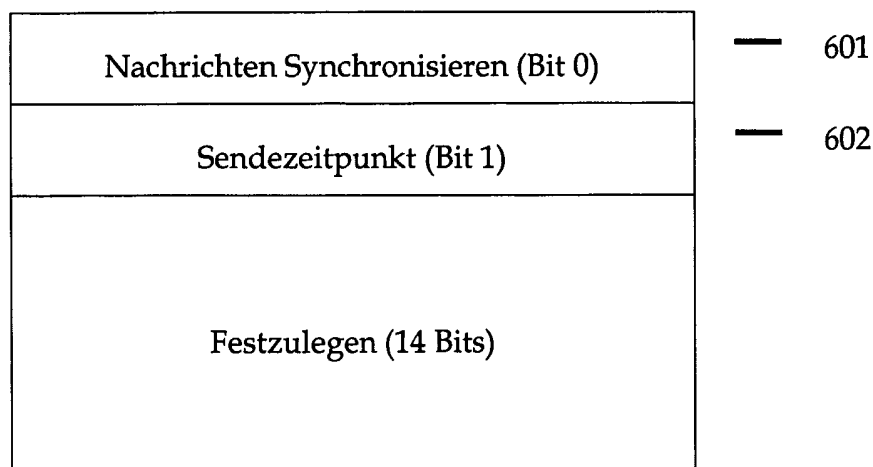 Nachrichten Synchronisieren (Bit 0)
601
Sendezeitpunkt (Bit 1)
602
Festzulegen (14 Bits)